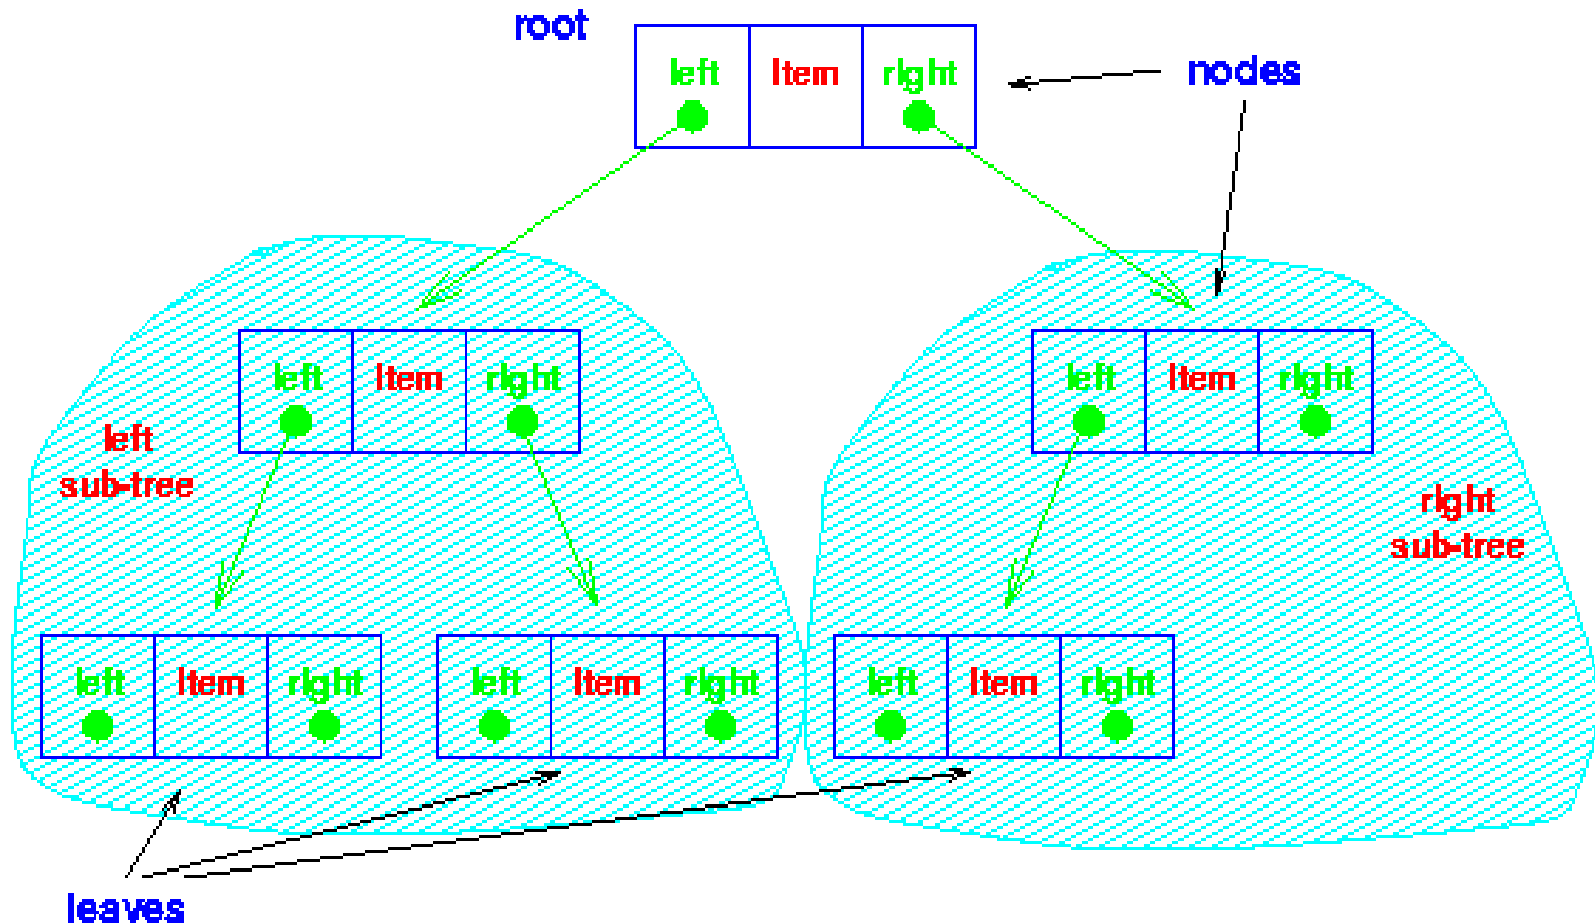 root
left Item right
nodes
left Item right
left Item right
left
sub-tree
right
sub-tree
left Item right
left Item right
left Item right
leaves